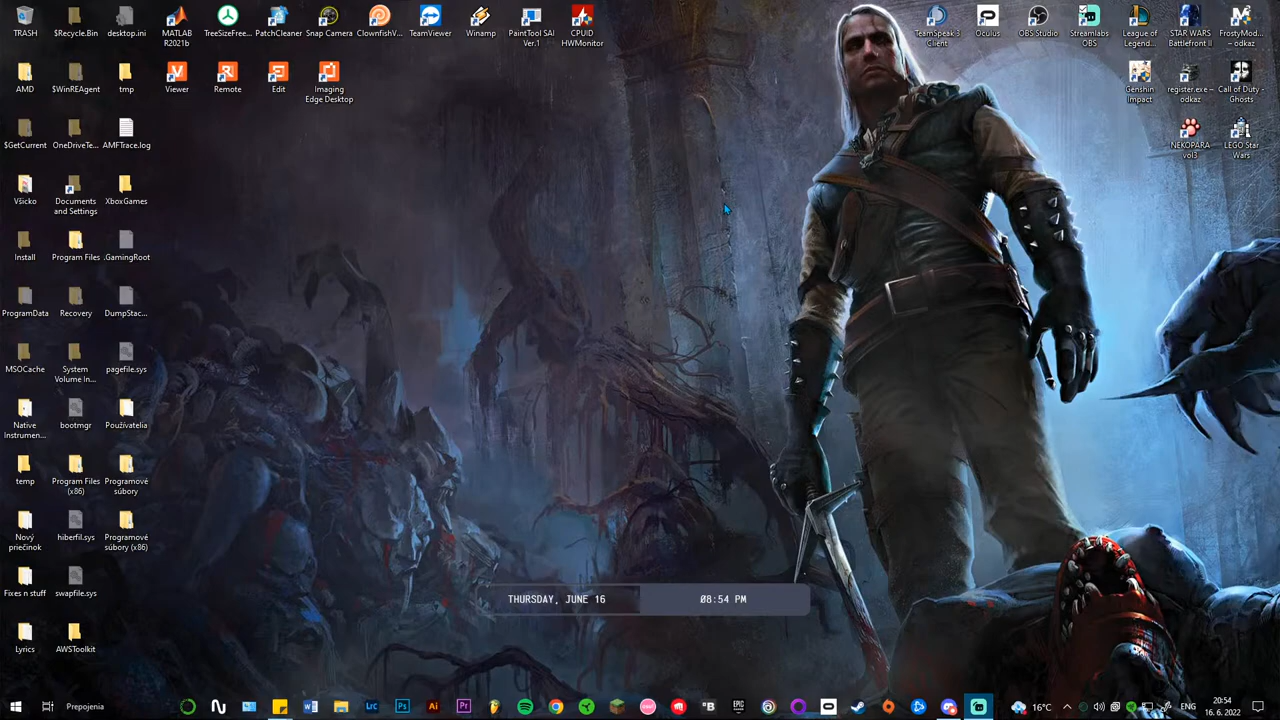 TRASH
$Recycle.Bin
desktop.ini
MATLAB
R2021b
TreeSizeFree...
PatchCleaner
Snap Camera
ClownfishV...
TeamViewer
Winamp
PaintTool SAI
Ver.1
CPUID
HWMonitor
TeamSpeak 3
Client
Oculus
OBS Studio
Streamlabs
OBS
League of
Legend...
STAR WARS
Battlefront II
FrostyMod...
– odkaz
AMD
$WinREAgent
tmp
Viewer
Remote
Edit
Imaging
Edge Desktop
Genshin
Impact
register.exe –
odkaz
Call of Duty -
Ghosts
$GetCurrent
OneDriveTe...
AMFTrace.log
NEKOPARA
vol3
LEGO Star
Wars
Všicko
Documents
and Settings
XboxGames
Install
Program Files
.GamingRoot
ProgramData
Recovery
DumpStac...
MSOCache
System
Volume In...
pagefile.sys
Native
Instrumen...
bootmgr
Používatelia
temp
Program Files
(x86)
Programové
súbory
Nový
priečinok
hiberfil.sys
Programové
súbory (x86)
Fixes n stuff
swapfile.sys
THURSDAY, JUNE 16
08:54 PM
Lyrics
AWSToolkit
Prepojenia
Lrc
Ps
Ai
Pr
EPIC
16°C
ENG
20:54
16. 6. 2022